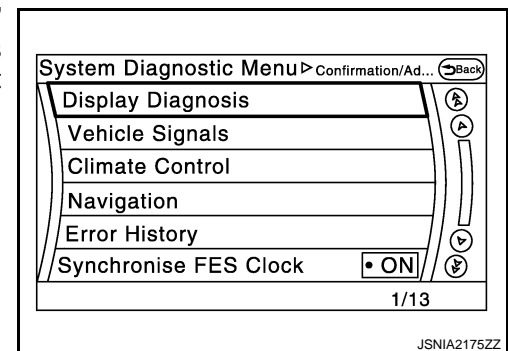 System Diagnostic Menu▷Confirmation/Ad... Back
Display Diagnosis
Vehicle Signals
Climate Control
Navigation
Error History
Synchronise FES Clock • ON
1/13
JSNIA2175ZZ